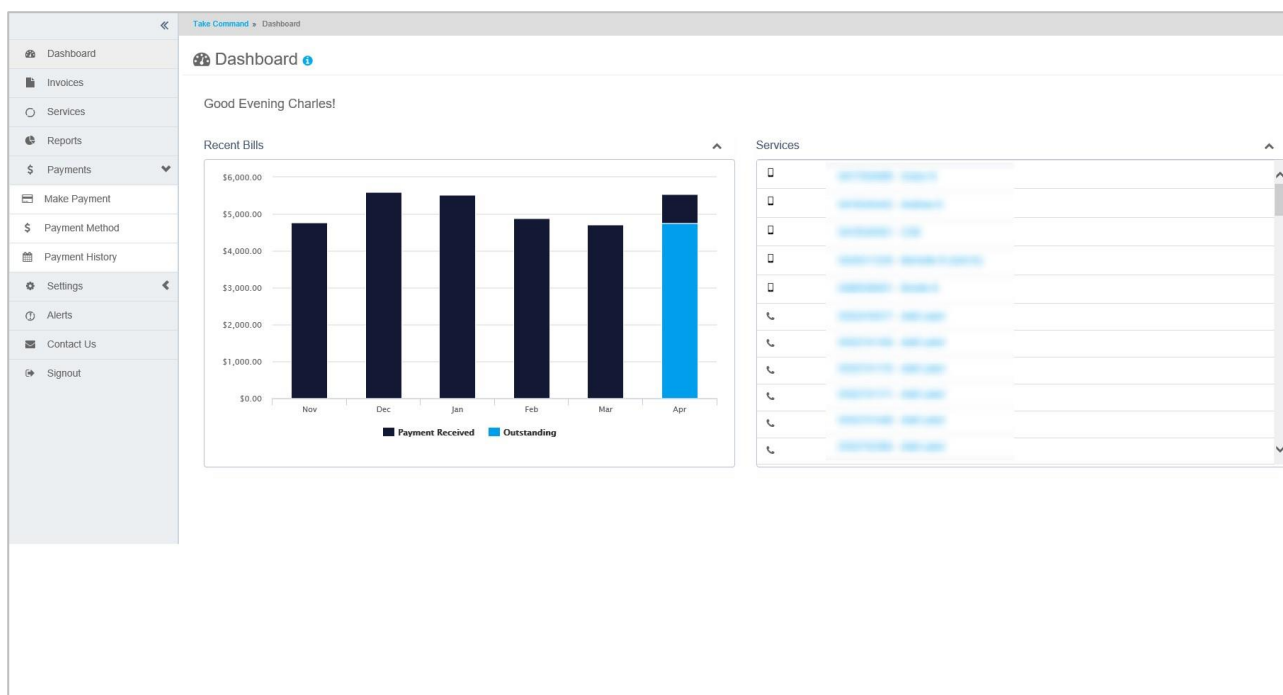 Take Command » Dashboard
Dashboard
Invoices
Services
Reports
$ Payments
Make Payment
$ Payment Method
Payment History
Settings
Alerts
Contact Us
Signout
Dashboard
Good Evening Charles!
Recent Bills
$6,000.00
$5,000.00
$4,000.00
$3,000.00
$2,000.00
$1,000.00
$0.00
Nov Dec Jan Feb Mar Apr
Payment Received Outstanding
Services